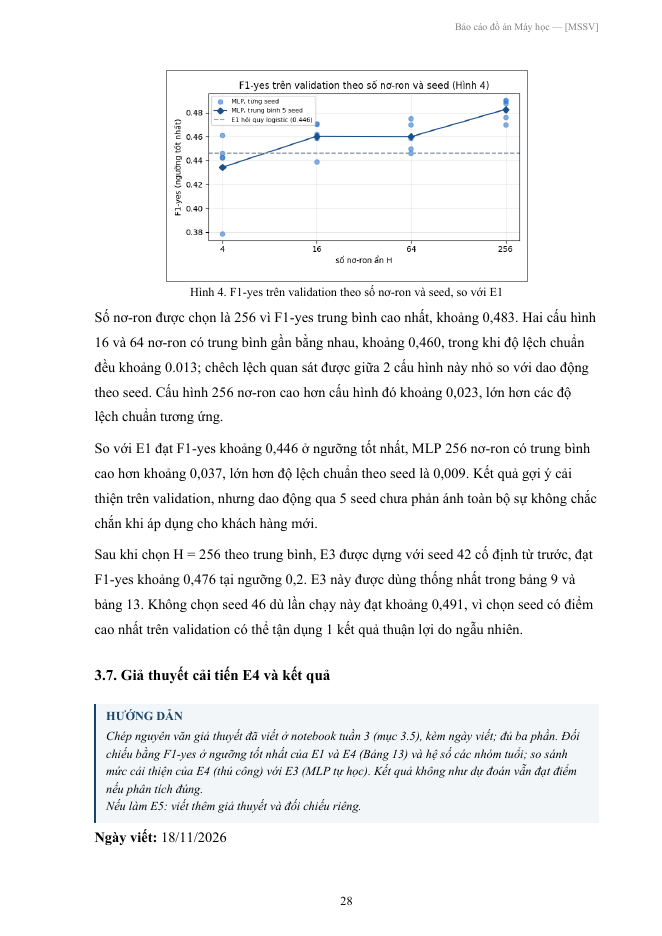 Báo cáo đồ án Máy học — [MSSV]
F1-yes trên validation theo số nơ-ron và seed (Hình 4)
MLP, từng seed
MLP, trung bình 5 seed
E1 hồi quy logistic (0.446)
F1-yes (ngưỡng tốt nhất)
0.48
0.46
0.44
0.42
0.40
0.38
4 16 64 256
số nơ-ron ẩn H
Hình 4. F1-yes trên validation theo số nơ-ron và seed, so với E1
Số nơ-ron được chọn là 256 vì F1-yes trung bình cao nhất, khoảng 0,483. Hai cấu hình
16 và 64 nơ-ron có trung bình gần bằng nhau, khoảng 0,460, trong khi độ lệch chuẩn
đều khoảng 0.013; chêch lệch quan sát được giữa 2 cấu hình này nhỏ so với dao động
theo seed. Cấu hình 256 nơ-ron cao hơn cấu hình đó khoảng 0,023, lớn hơn các độ
lệch chuẩn tương ứng.
So với E1 đạt F1-yes khoảng 0,446 ở ngưỡng tốt nhất, MLP 256 nơ-ron có trung bình
cao hơn khoảng 0,037, lớn hơn độ lệch chuẩn theo seed là 0,009. Kết quả gợi ý cải
thiện trên validation, nhưng dao động qua 5 seed chưa phản ánh toàn bộ sự không chắc
chắn khi áp dụng cho khách hàng mới.
Sau khi chọn H = 256 theo trung bình, E3 được dựng với seed 42 cố định từ trước, đạt
F1-yes khoảng 0,476 tại ngưỡng 0,2. E3 này được dùng thống nhất trong bảng 9 và
bảng 13. Không chọn seed 46 dù lần chạy này đạt khoảng 0,491, vì chọn seed có điểm
cao nhất trên validation có thể tận dụng 1 kết quả thuận lợi do ngẫu nhiên.
3.7. Giả thuyết cải tiến E4 và kết quả
HƯỚNG DẪN
Chép nguyên văn giả thuyết đã viết ở notebook tuần 3 (mục 3.5), kèm ngày viết; đủ ba phần. Đối
chiếu bằng F1-yes ở ngưỡng tốt nhất của E1 và E4 (Bảng 13) và hệ số các nhóm tuổi; so sánh
mức cải thiện của E4 (thủ công) với E3 (MLP tự học). Kết quả không như dự đoán vẫn đạt điểm
nếu phân tích đúng.
Nếu làm E5: viết thêm giả thuyết và đối chiếu riêng.
Ngày viết: 18/11/2026
28